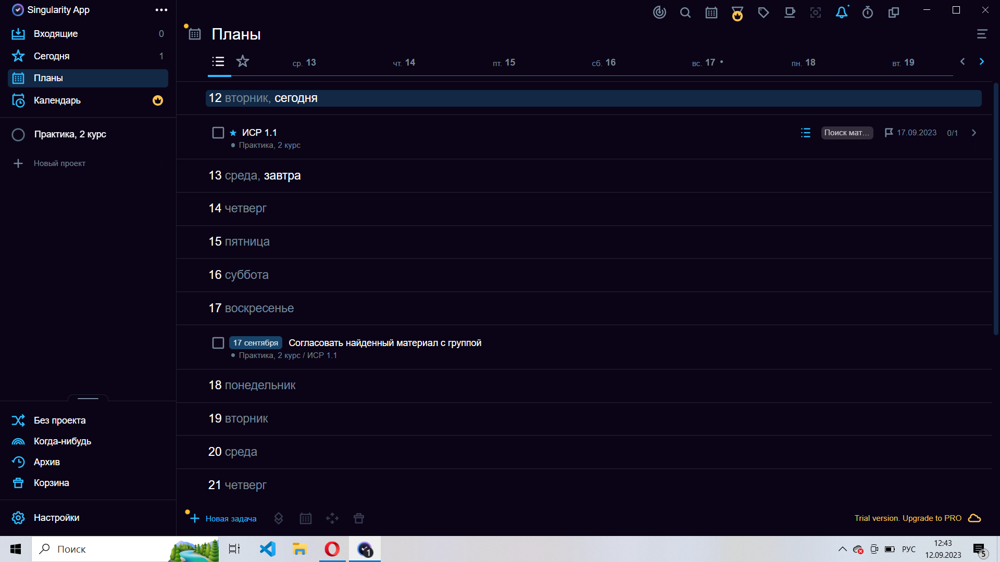 Singularity App
Входящие 0
Сегодня 1
Планы
Календарь
Практика, 2 курс
Новый проект
Без проекта
Когда-нибудь
Архив
Корзина
Настройки
Планы
ср. 13 чт. 14 пт. 15 сб. 16 вс. 17 • пн. 18 вт. 19
12 вторник, сегодня
ИСР 1.1 Поиск мат... 17.09.2023 0/1
Практика, 2 курс
13 среда, завтра
14 четверг
15 пятница
16 суббота
17 воскресенье
17 сентября Согласовать найденный материал с группой
Практика, 2 курс / ИСР 1.1
18 понедельник
19 вторник
20 среда
21 четверг
Новая задача
Trial version. Upgrade to PRO
Поиск
1
РУС
12:43
12.09.2023
5